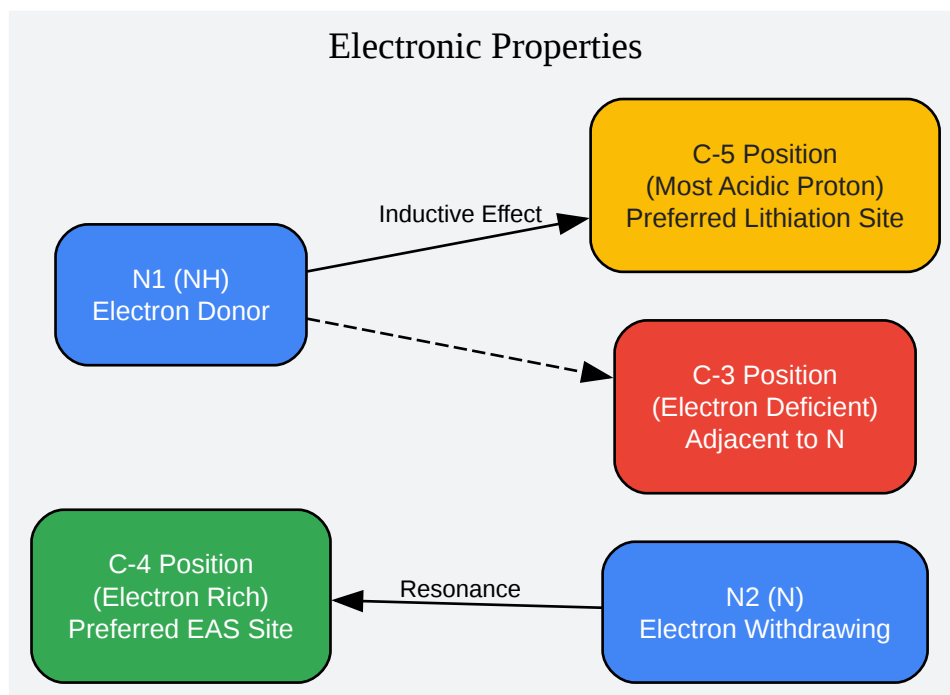 Electronic Properties
C-5 Position
(Most Acidic Proton)
Preferred Lithiation Site
Inductive Effect
N1 (NH)
Electron Donor
C-3 Position
(Electron Deficient)
Adjacent to N
C-4 Position
(Electron Rich)
Preferred EAS Site
Resonance
N2 (N)
Electron Withdrawing